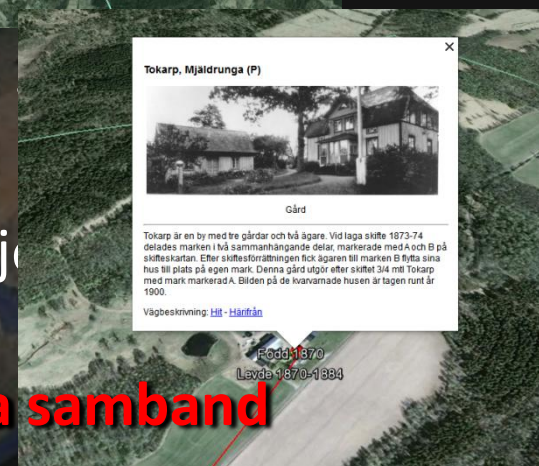 Tokarp, Mjäldrunga (P)
Gård
Tokarp är en by med tre gårdar och två ägare. Vid laga skifte 1873-74
delades marken i två sammanhängande delar, markerade med A och B på
skifteskartan. Efter skiftesförrättningen fick ägaren till marken B flytta sina
hus till plats på egen mark. Denna gård utgör efter skiftet 3/4 mtl Tokarp
med mark markerad A. Bilden på de kvarvarnade husen är tagen runt år
1900.
Vägbeskrivning: Hit - Härifrån
Född 1870
Levde 1870-1884
samband